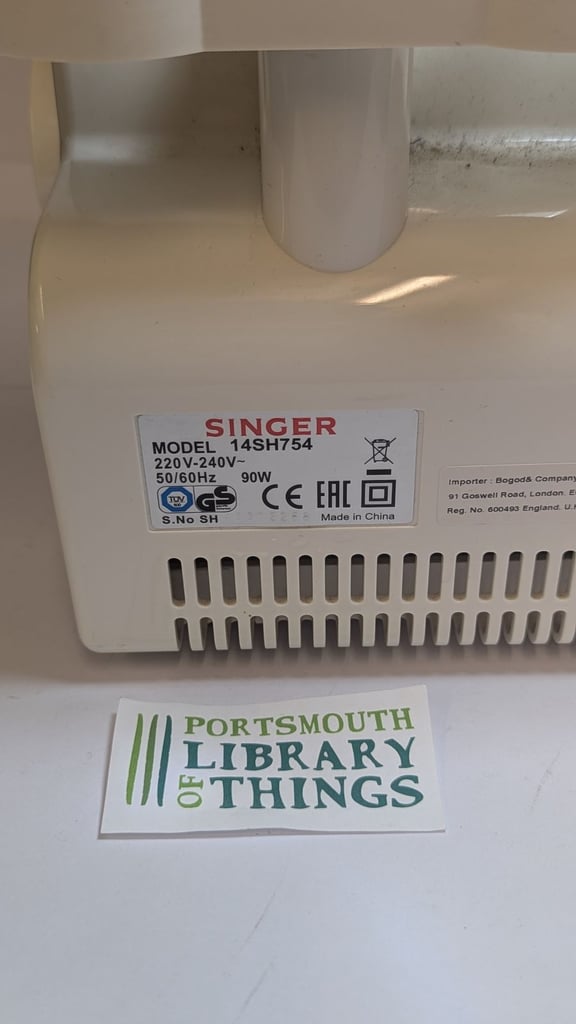 SINGER
MODEL 14SH754
220V-240V~
50/60Hz 90W
TÜV GS CE EAC
S.No SH
Made in China
Importer : Bogod& Company
91 Goswell Road, London.
Reg. No. 600493 England.
PORTSMOUTH
LIBRARY
OF THINGS